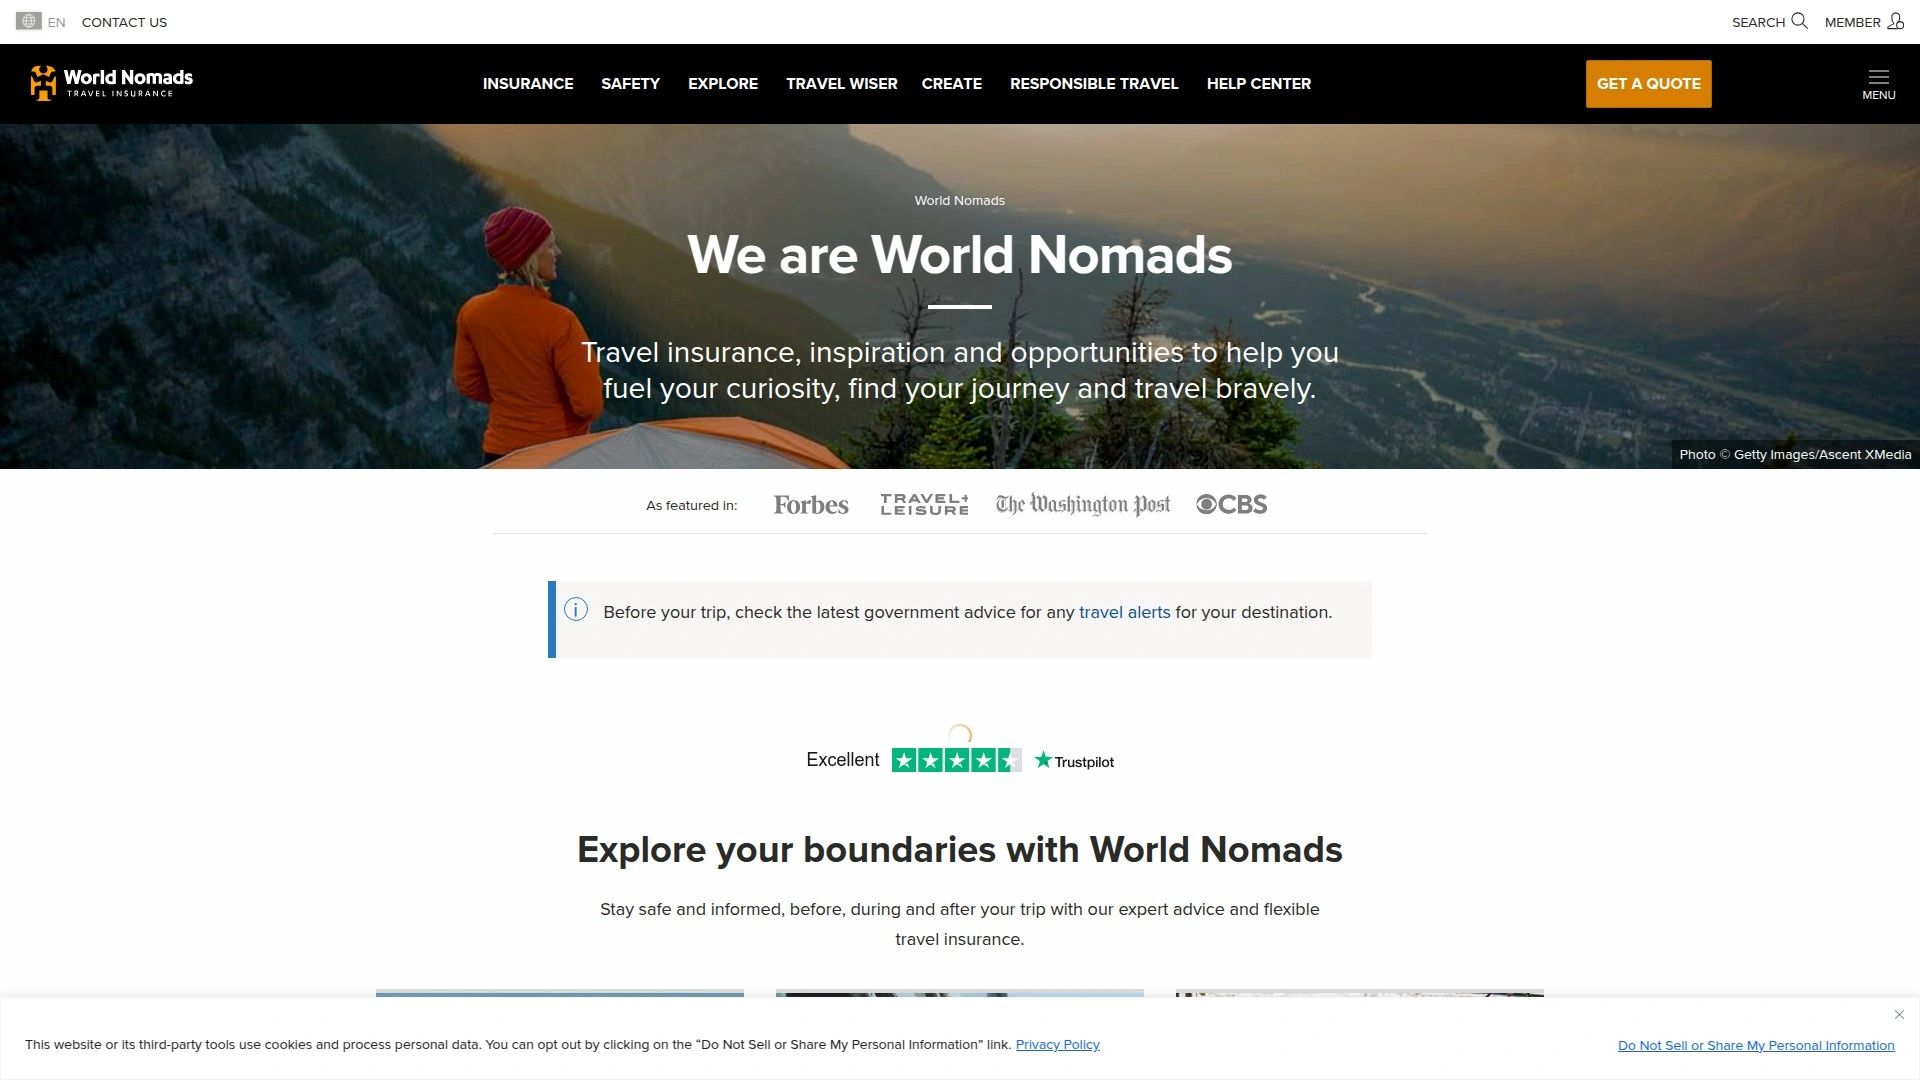 EN CONTACT US
SEARCH
MEMBER
World Nomads
TRAVEL INSURANCE
INSURANCE SAFETY EXPLORE TRAVEL WISER CREATE RESPONSIBLE TRAVEL HELP CENTER
GET A QUOTE
MENU
World Nomads
We are World Nomads
Travel insurance, inspiration and opportunities to help you
fuel your curiosity, find your journey and travel bravely.
Photo © Getty Images/Ascent XMedia
As featured in: Forbes TRAVEL+ LEISURE The Washington Post CBS
Before your trip, check the latest government advice for any travel alerts for your destination.
Excellent Trustpilot
Explore your boundaries with World Nomads
Stay safe and informed, before, during and after your trip with our expert advice and flexible
travel insurance.
This website or its third-party tools use cookies and process personal data. You can opt out by clicking on the “Do Not Sell or Share My Personal Information” link. Privacy Policy
Do Not Sell or Share My Personal Information